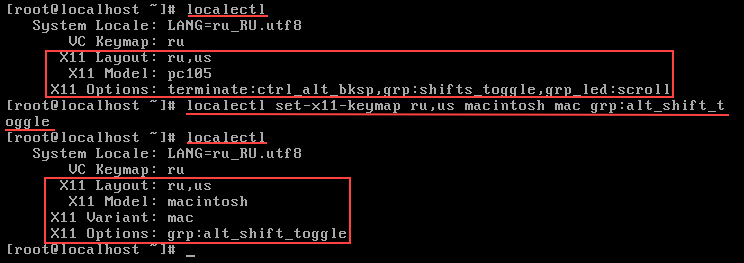 [root@localhost ~]# localectl
System Locale: LANG=ru_RU.utf8
VC Keymap: ru
X11 Layout: ru,us
X11 Model: pc105
X11 Options: terminate:ctrl_alt_bksp,grp:shifts_toggle,grp_led:scroll
[root@localhost ~]# localectl set-x11-keymap ru,us macintosh mac grp:alt_shift_t
oggle
[root@localhost ~]# localectl
System Locale: LANG=ru_RU.utf8
VC Keymap: ru
X11 Layout: ru,us
X11 Model: macintosh
X11 Variant: mac
X11 Options: grp:alt_shift_toggle
[root@localhost ~]# _